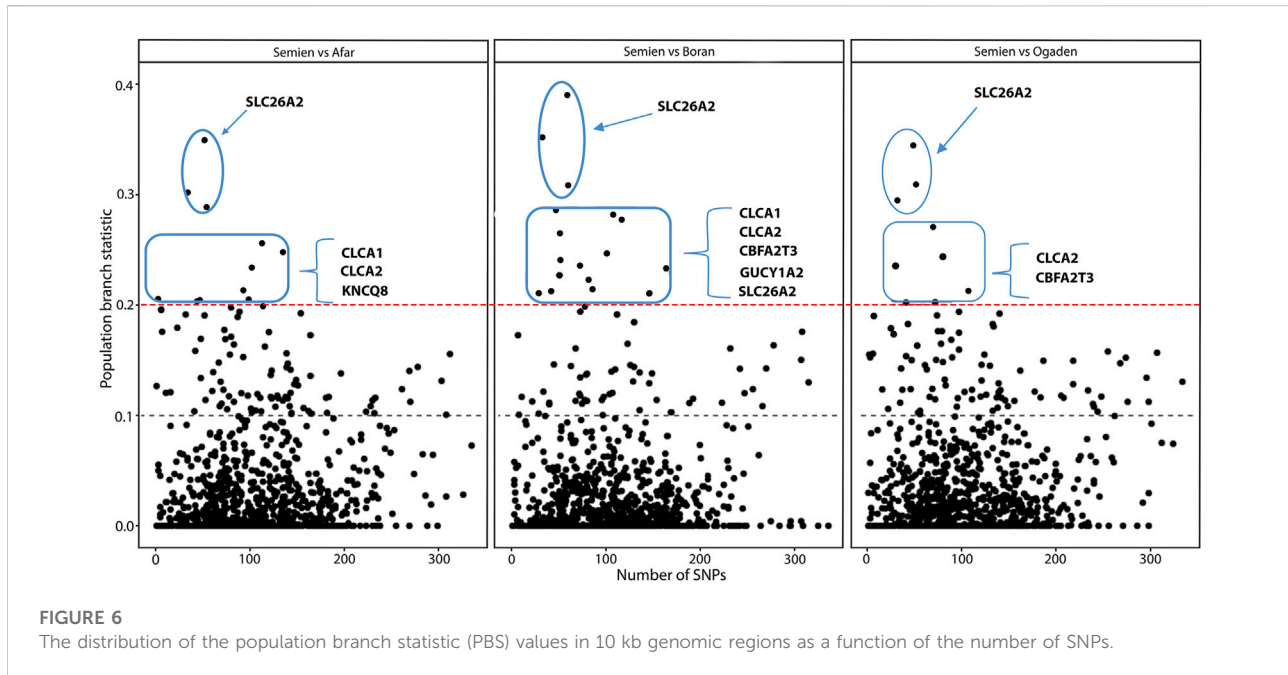 Semien vs Afar
Semien vs Boran
Semien vs Ogaden
Population branch statistic
0.4
0.3
0.2
0.1
0.0
SLC26A2
CLCA1
CLCA2
KNCQ8
SLC26A2
CLCA1
CLCA2
CBFA2T3
GUCY1A2
SLC26A2
SLC26A2
CLCA2
CBFA2T3
0 100 200 300
0 100 200 300
0 100 200 300
Number of SNPs
FIGURE 6
The distribution of the population branch statistic (PBS) values in 10 kb genomic regions as a function of the number of SNPs.